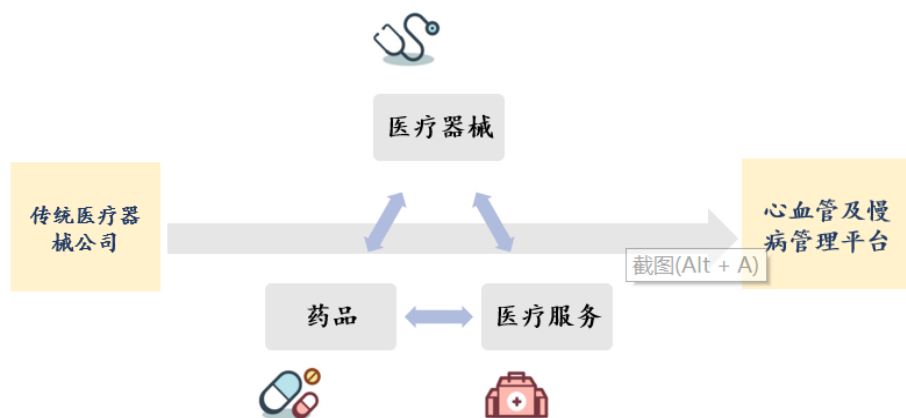 医疗器械
传统医疗器
械公司
心血管及慢
病管理平台
截图(Alt + A)
药品
医疗服务